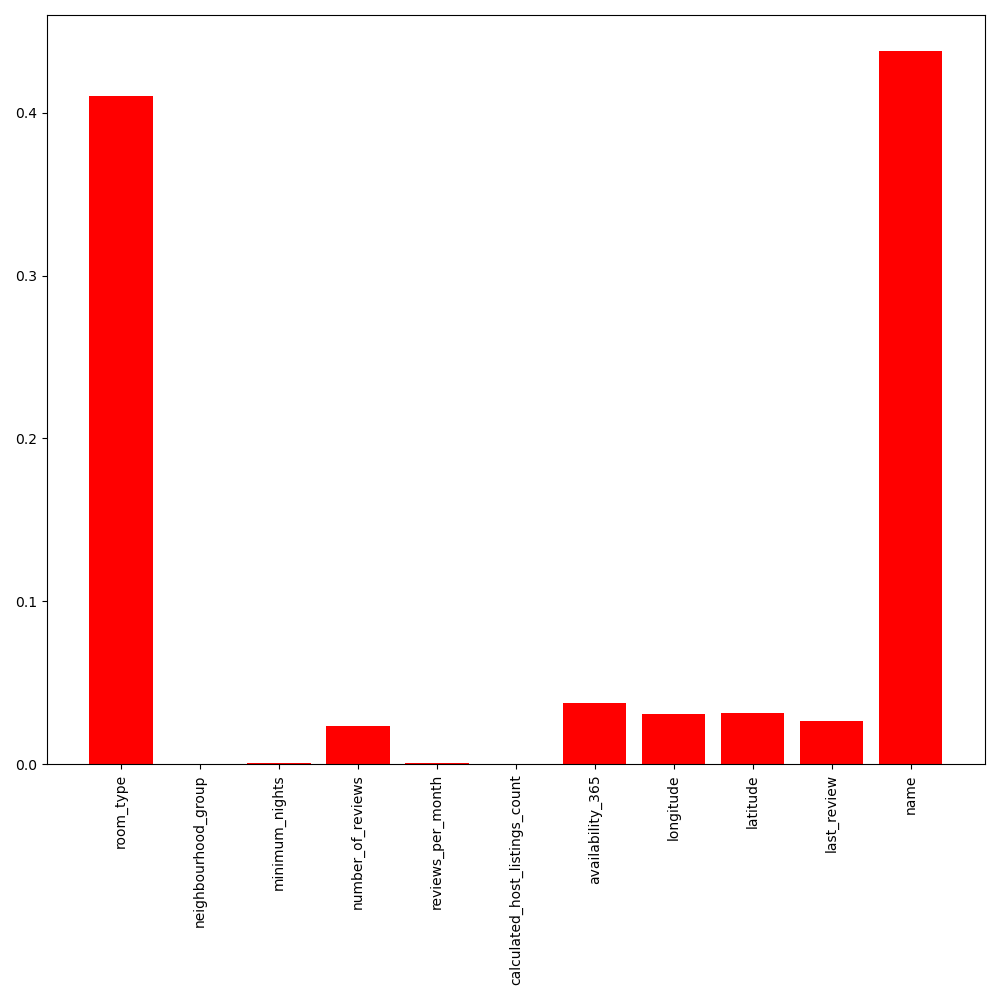 0.4
0.3
0.2
0.1
0.0
room_type
neighbourhood_group
minimum_nights
number_of_reviews
reviews_per_month
calculated_host_listings_count
availability_365
longitude
latitude
last_review
name